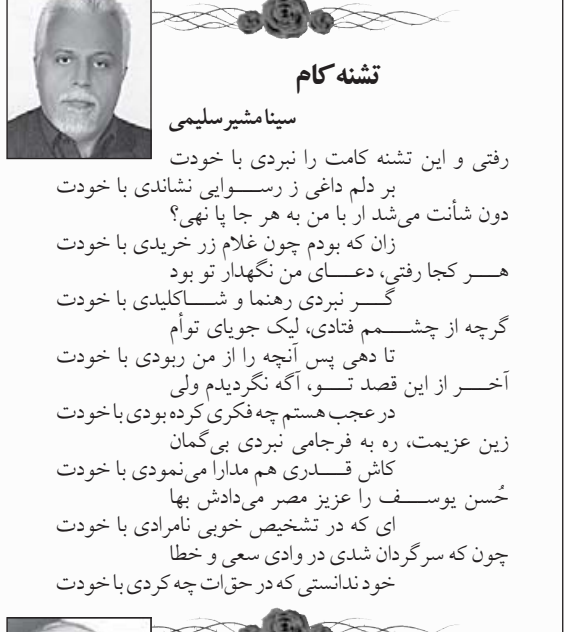 تشنه کام
سینا مشیر سلیمی
رفتی و این تشنه کامت را نبردی با خودت
بر دلم داغی ز رسوایی نشاندی با خودت
دون شأنت می‌شد ار با من به هر جا پا نهی؟
زان که بودم چون غلام زر خریدی با خودت
هر کجا رفتی، دعای من نگهدار تو بود
گر نبردی رهنما و شاکلیدی با خودت
گرچه از چشمم فتادی، لیک جویای توأم
تا دهی پس آنچه را از من ربودی با خودت
آخر از این قصد تو، آگه نگردیدم ولی
در عجب هستم چه فکری کرده بودی با خودت
زین عزیمت، ره به فرجامی نبردی بی‌گمان
کاش قدری هم مدارا می‌نمودی با خودت
حُسن یوسف را عزیز مصر می‌دادش بها
ای که در تشخیص خوبی نامرادی با خودت
چون که سرگردان شدی در وادی سعی و خطا
خود ندانستی که در حق‌ات چه کردی با خودت